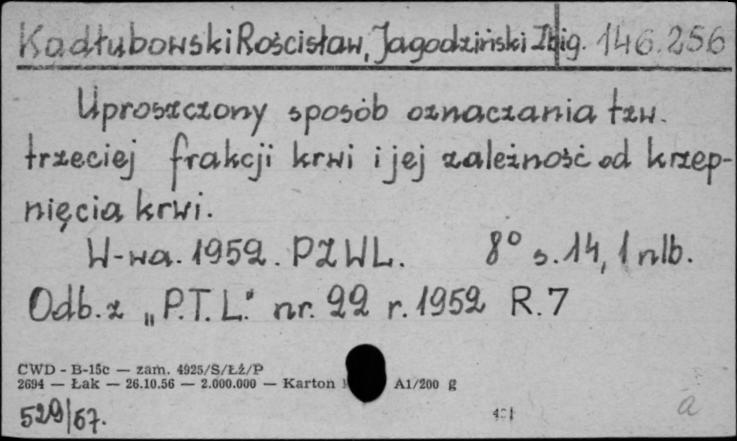 Kadłubowski Rościsław, Jagodziński Zbig. 146.256
Uproszczony sposób oznaczania tzw.
trzeciej frakcji krwi i jej zależność od krzep-
nięcia krwi.
W-wa. 1952. PZWL. 8° s. 14, 1 nlb.
Odb. z „P.T.L." nr. 22 r. 1952 R. 7
CWD - B-15c — zam. 4925/S/Łź/P
2694 — Łak — 26.10.56 — 2.000.000 — Karton A1/200 g
529/67.
a